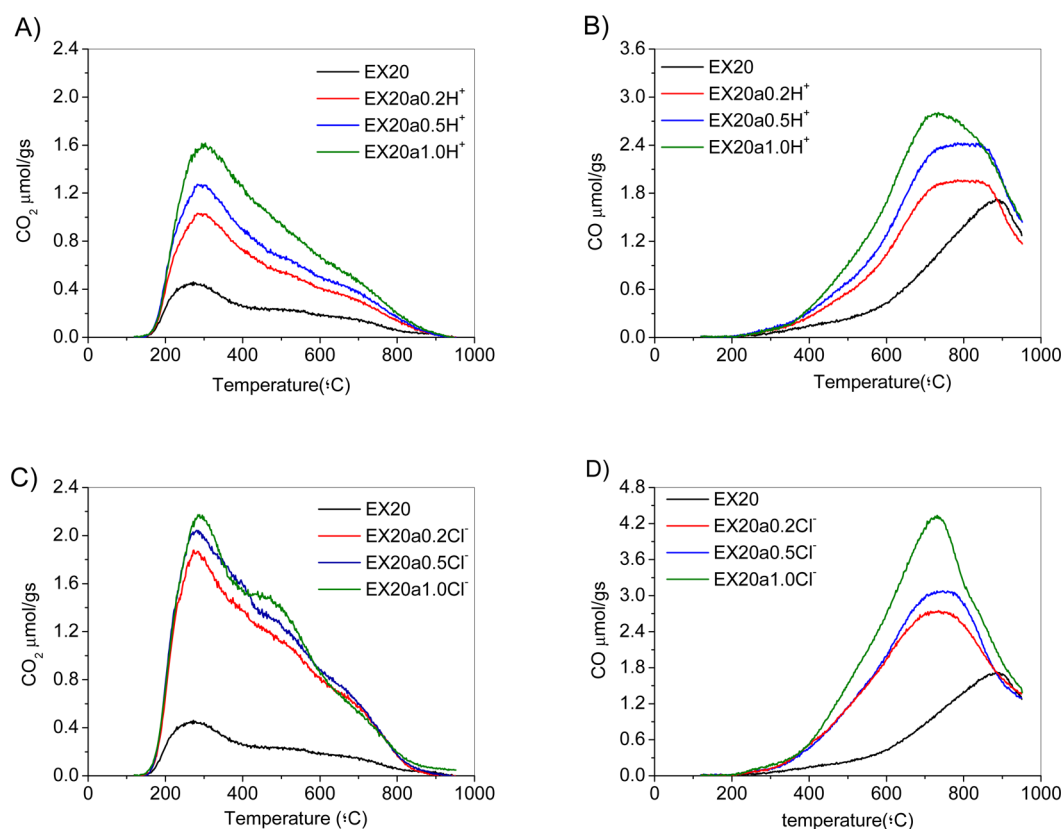 A)
2.4
2.0
1.6
1.2
0.8
0.4
0.0
CO₂ μmol/gs
EX20
EX20a0.2H⁺
EX20a0.5H⁺
EX20a1.0H⁺
0 200 400 600 800 1000
Temperature(°C)
B)
3.6
3.0
2.4
1.8
1.2
0.6
0.0
CO μmol/gs
EX20
EX20a0.2H⁺
EX20a0.5H⁺
EX20a1.0H⁺
0 200 400 600 800 1000
Temperature(°C)
C)
2.4
2.0
1.6
1.2
0.8
0.4
0.0
CO₂ μmol/gs
EX20
EX20a0.2Cl⁻
EX20a0.5Cl⁻
EX20a1.0Cl⁻
0 200 400 600 800 1000
Temperature (°C)
D)
4.8
4.2
3.6
3.0
2.4
1.8
1.2
0.6
0.0
CO μmol/gs
EX20
EX20a0.2Cl⁻
EX20a0.5Cl⁻
EX20a1.0Cl⁻
0 200 400 600 800 1000
temperature(°C)